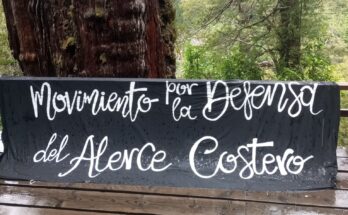 Movimiento por la Defensa
del Alerce Costero